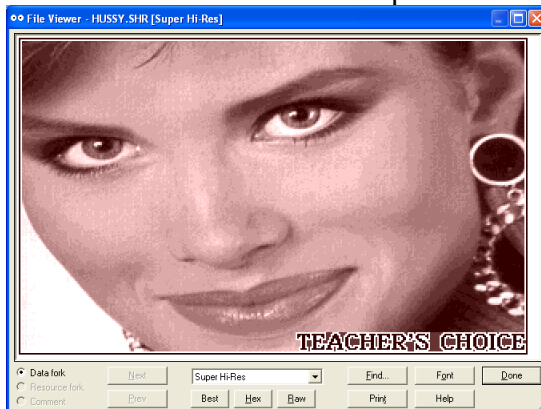 File Viewer - HUSSY.SHR [Super Hi-Res]
TEACHER'S CHOICE
Data fork
Next
Super Hi-Res
Find...
Font
Done
Resource fork
Comment
Prev
Best
Hex
Raw
Print
Help